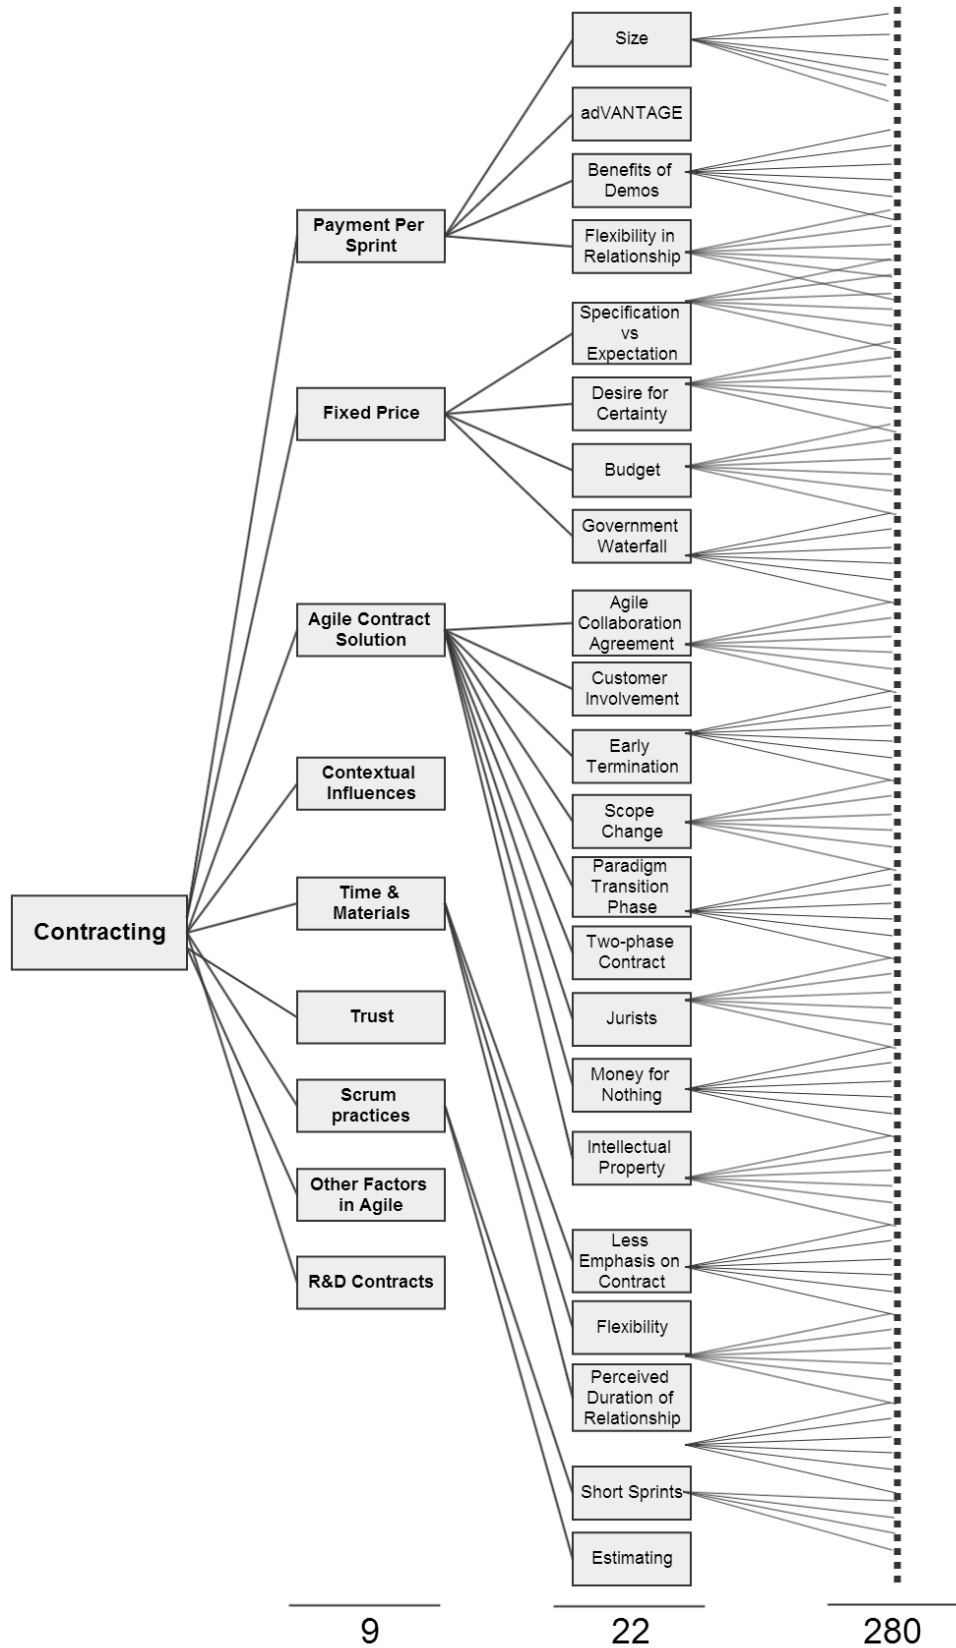 Size
adVANTAGE
Benefits of
Demos
Payment Per
Sprint
Flexibility in
Relationship
Specification
vs
Expectation
Fixed Price
Desire for
Certainty
Budget
Government
Waterfall
Agile Contract
Solution
Agile
Collaboration
Agreement
Customer
Involvement
Early
Termination
Contextual
Influences
Scope
Change
Paradigm
Transition
Phase
Time &
Materials
Contracting
Two-phase
Contract
Trust
Jurists
Money for
Nothing
Scrum
practices
Intellectual
Property
Other Factors
in Agile
Less
Emphasis on
Contract
R&D Contracts
Flexibility
Perceived
Duration of
Relationship
Short Sprints
Estimating
9
22
280